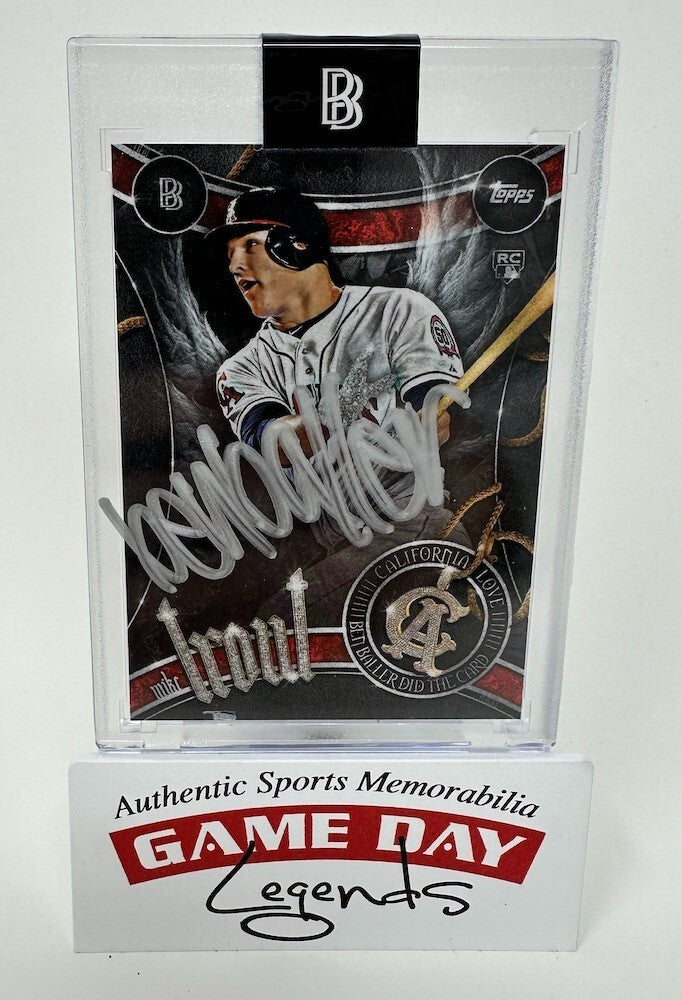 BB
BB
Topps
RC
50
A
benballer
mike
trout
CALIFORNIA LOVE
CA
BEN BALLER DID THE CARD
Authentic Sports Memorabilia
GAME DAY
Legends